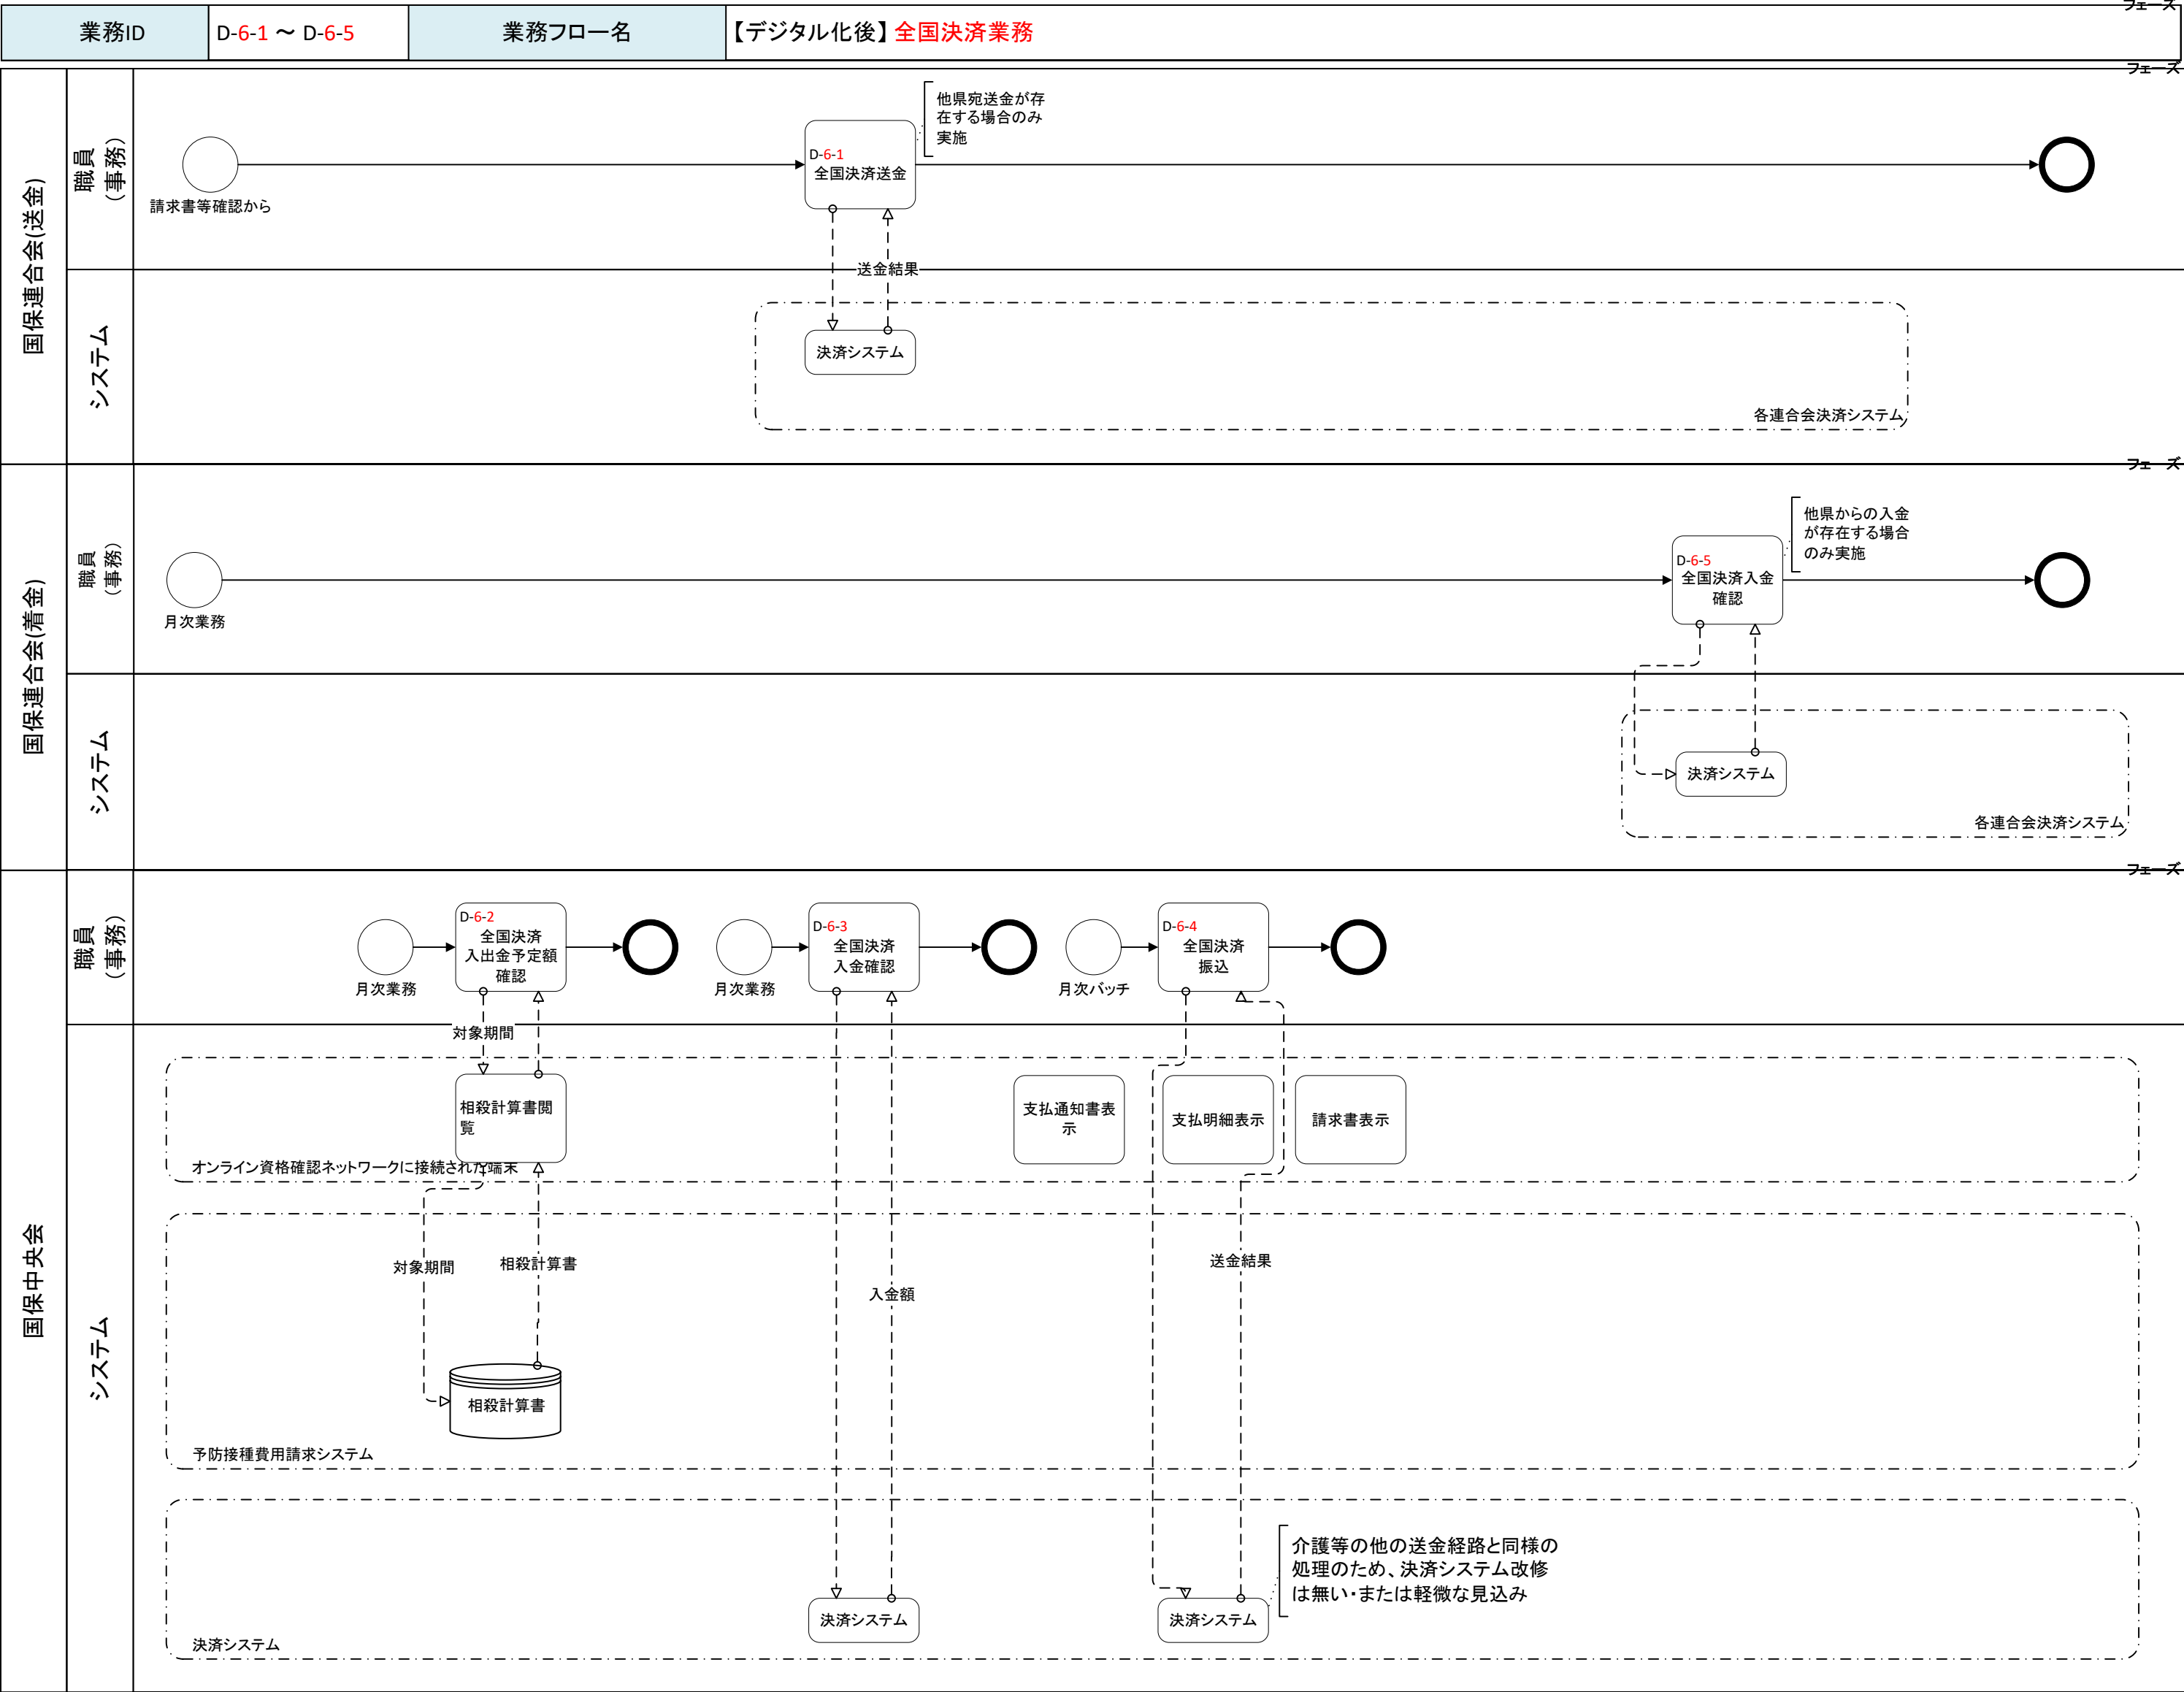 フェーズ
業務ID
D-6-1 ～ D-6-5
業務フロー名
【デジタル化後】全国決済業務
フェーズ
国保連合会(送金)
職員
（事務）
請求書等確認から
D-6-1
全国決済送金
他県宛送金が存
在する場合のみ
実施
送金結果
システム
決済システム
各連合会決済システム
フェーズ
国保連合会(着金)
職員
（事務）
月次業務
D-6-5
全国決済入金
確認
他県からの入金
が存在する場合
のみ実施
システム
決済システム
各連合会決済システム
フェーズ
国保中央会
職員
（事務）
月次業務
D-6-2
全国決済
入出金予定額
確認
月次業務
D-6-3
全国決済
入金確認
月次バッチ
D-6-4
全国決済
振込
システム
対象期間
相殺計算書閲
覧
支払通知書表
示
支払明細表示
請求書表示
オンライン資格確認ネットワークに接続された端末
対象期間
相殺計算書
入金額
送金結果
相殺計算書
予防接種費用請求システム
決済システム
決済システム
介護等の他の送金経路と同様の
処理のため、決済システム改修
は無い・または軽微な見込み
決済システム